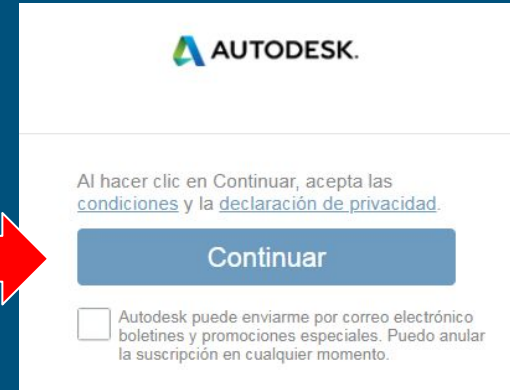 AUTODESK.
Al hacer clic en Continuar, acepta las
condiciones y la declaración de privacidad.
Continuar
Autodesk puede enviarme por correo electrónico
boletines y promociones especiales. Puedo anular
la suscripción en cualquier momento.